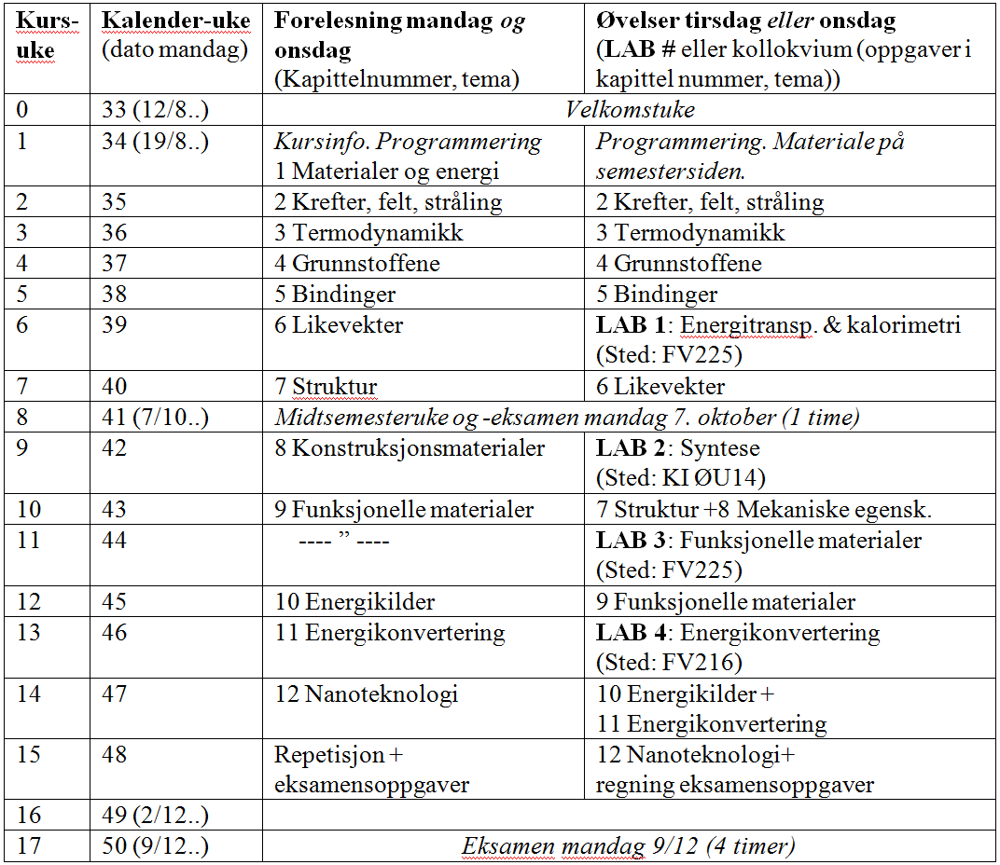 Kurs-
uke
Kalender-uke
(dato mandag)
Forelesning mandag og
onsdag
(Kapittelnummer, tema)
Øvelser tirsdag eller onsdag
(LAB # eller kollokvium (oppgaver i
kapittel nummer, tema))
0
33 (12/8..)
Velkomstuke
1
34 (19/8..)
Kursinfo. Programmering
1 Materialer og energi
Programmering. Materiale på
semestersiden.
2
35
2 Krefter, felt, stråling
2 Krefter, felt, stråling
3
36
3 Termodynamikk
3 Termodynamikk
4
37
4 Grunnstoffene
4 Grunnstoffene
5
38
5 Bindinger
5 Bindinger
6
39
6 Likevekter
LAB 1: Energitransp. & kalorimetri
(Sted: FV225)
7
40
7 Struktur
6 Likevekter
8
41 (7/10..)
Midtsemesteruke og -eksamen mandag 7. oktober (1 time)
9
42
8 Konstruksjonsmaterialer
LAB 2: Syntese
(Sted: KI ØU14)
10
43
9 Funksjonelle materialer
7 Struktur +8 Mekaniske egensk.
11
44
---- ” ----
LAB 3: Funksjonelle materialer
(Sted: FV225)
12
45
10 Energikilder
9 Funksjonelle materialer
13
46
11 Energikonvertering
LAB 4: Energikonvertering
(Sted: FV216)
14
47
12 Nanoteknologi
10 Energikilder +
11 Energikonvertering
15
48
Repetisjon +
eksamensoppgaver
12 Nanoteknologi+
regning eksamensoppgaver
16
49 (2/12..)
17
50 (9/12..)
Eksamen mandag 9/12 (4 timer)